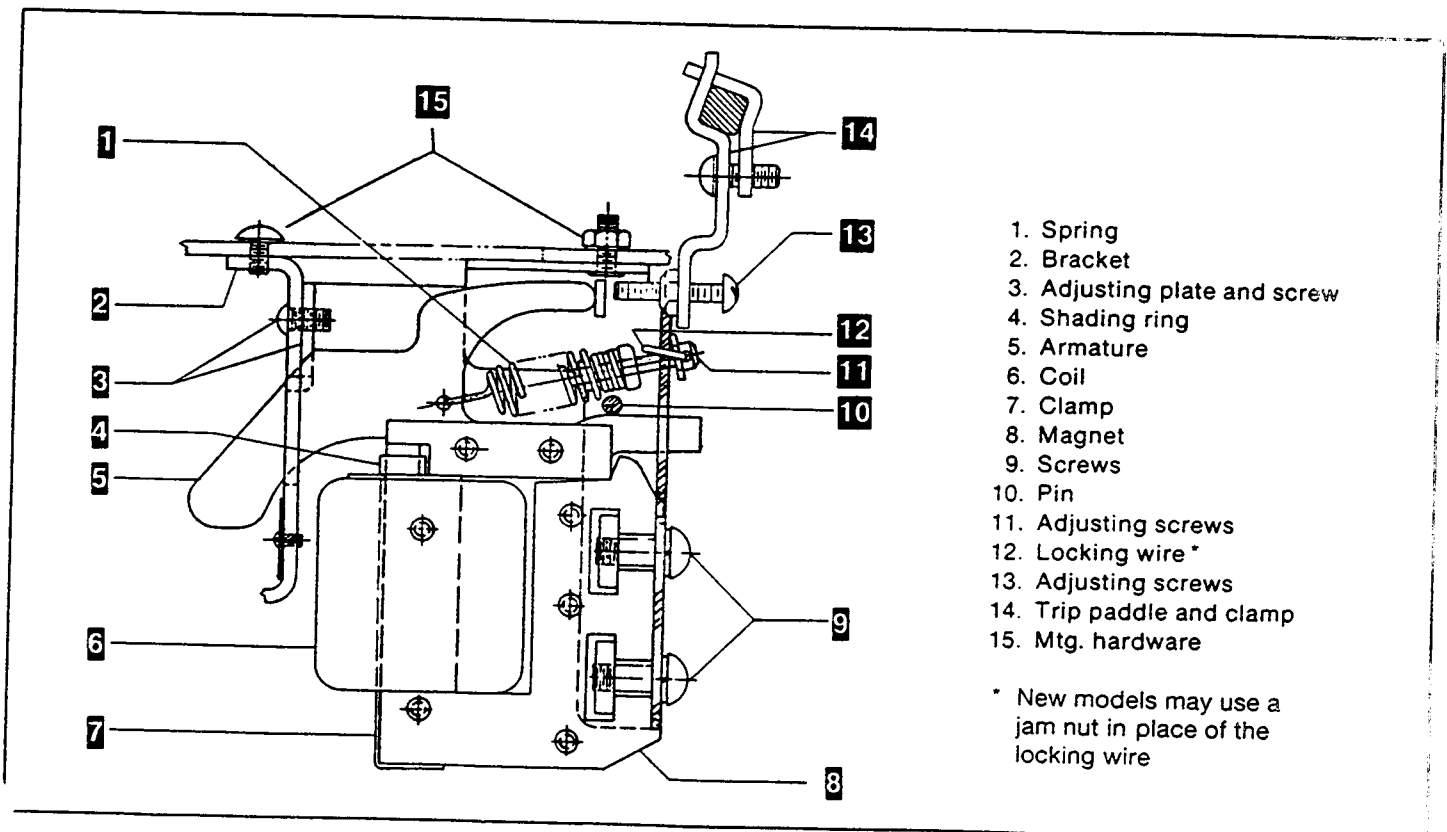 15
1
14
13
2
12
3
11
10
4
5
9
6
7
8
1. Spring
2. Bracket
3. Adjusting plate and screw
4. Shading ring
5. Armature
6. Coil
7. Clamp
8. Magnet
9. Screws
10. Pin
11. Adjusting screws
12. Locking wire*
13. Adjusting screws
14. Trip paddle and clamp
15. Mtg. hardware
* New models may use a
jam nut in place of the
locking wire